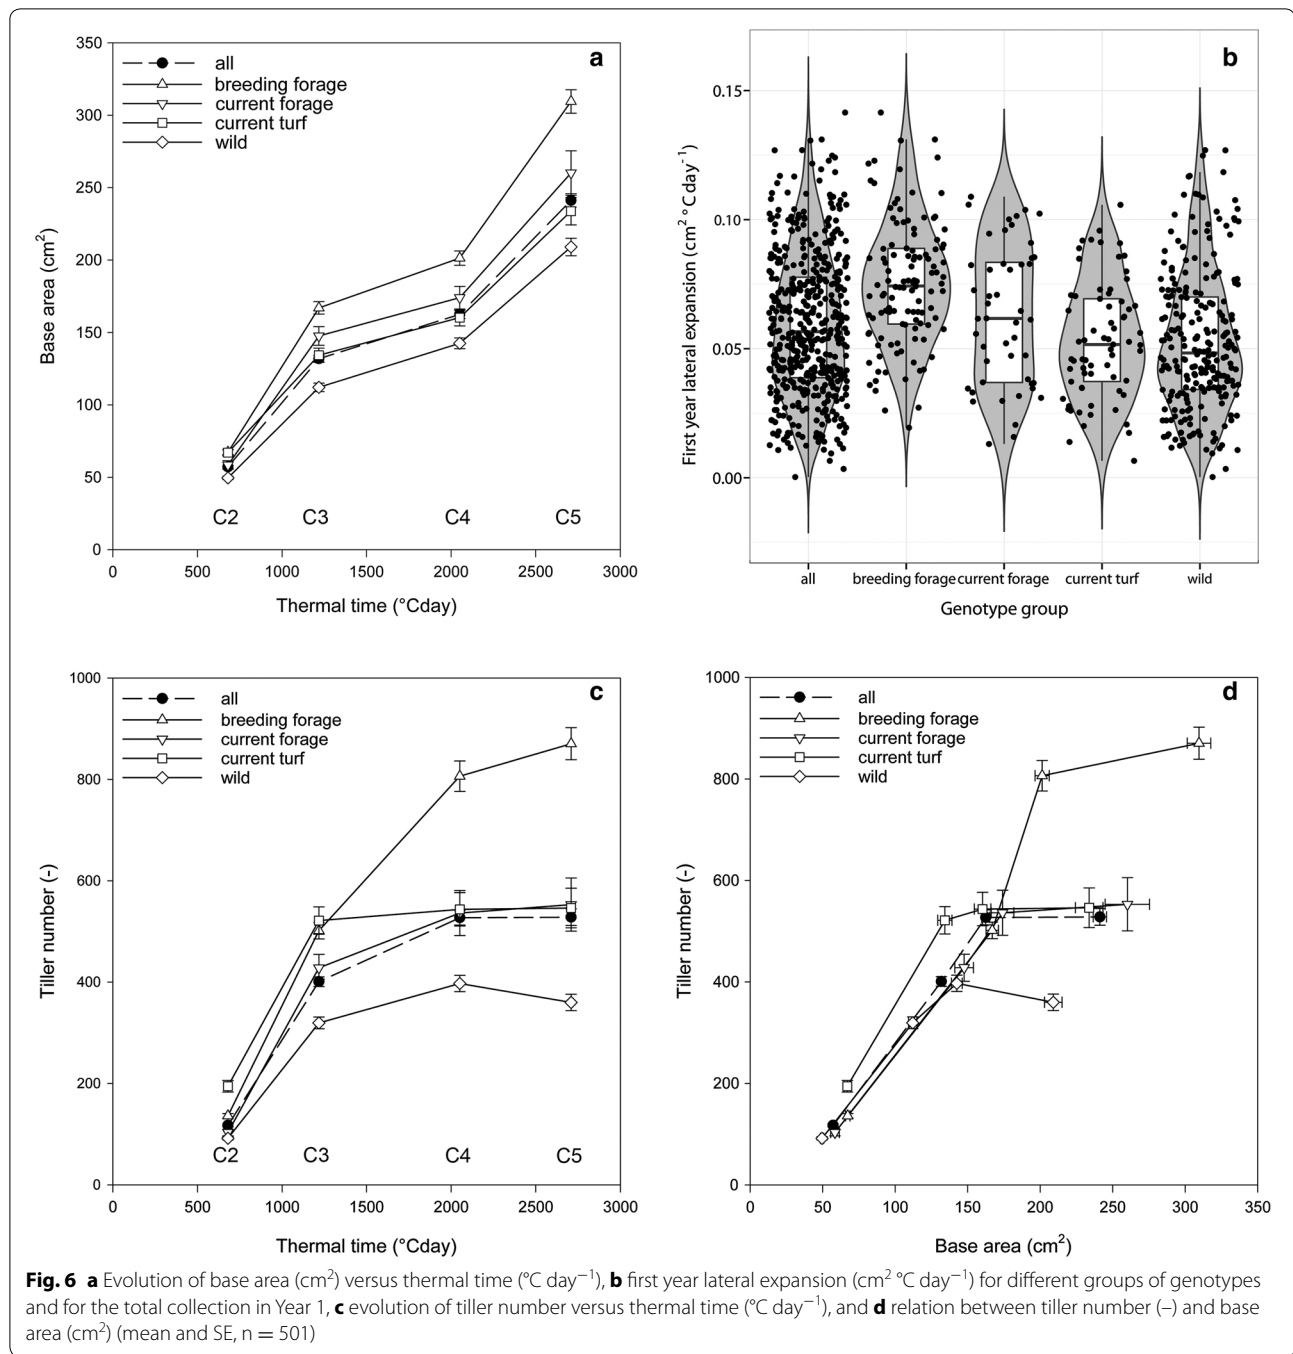 a
350
300
250
200
150
100
50
0
Base area (cm²)
all
breeding forage
current forage
current turf
wild
C2 C3 C4 C5
0 500 1000 1500 2000 2500 3000
Thermal time (°Cday)
b
0.15
0.10
0.05
0.00
First year lateral expansion (cm² °C day⁻¹)
all breeding forage current forage current turf wild
Genotype group
c
1000
800
600
400
200
0
Tiller number (-)
all
breeding forage
current forage
current turf
wild
C2 C3 C4 C5
0 500 1000 1500 2000 2500 3000
Thermal time (°Cday)
d
1000
800
600
400
200
0
Tiller number (-)
all
breeding forage
current forage
current turf
wild
0 50 100 150 200 250 300 350
Base area (cm²)
Fig. 6 a Evolution of base area (cm²) versus thermal time (°C day⁻¹), b first year lateral expansion (cm² °C day⁻¹) for different groups of genotypes
and for the total collection in Year 1, c evolution of tiller number versus thermal time (°C day⁻¹), and d relation between tiller number (–) and base
area (cm²) (mean and SE, n = 501)